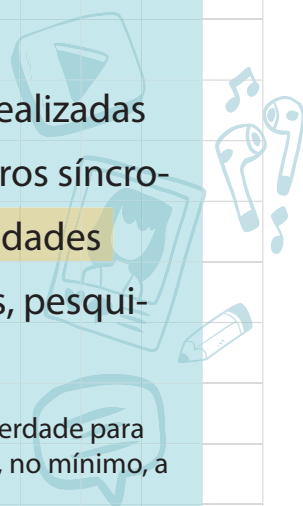 ealizadas
ros síncro-
dades
s, pesqui-
erdade para
, no mínimo, a